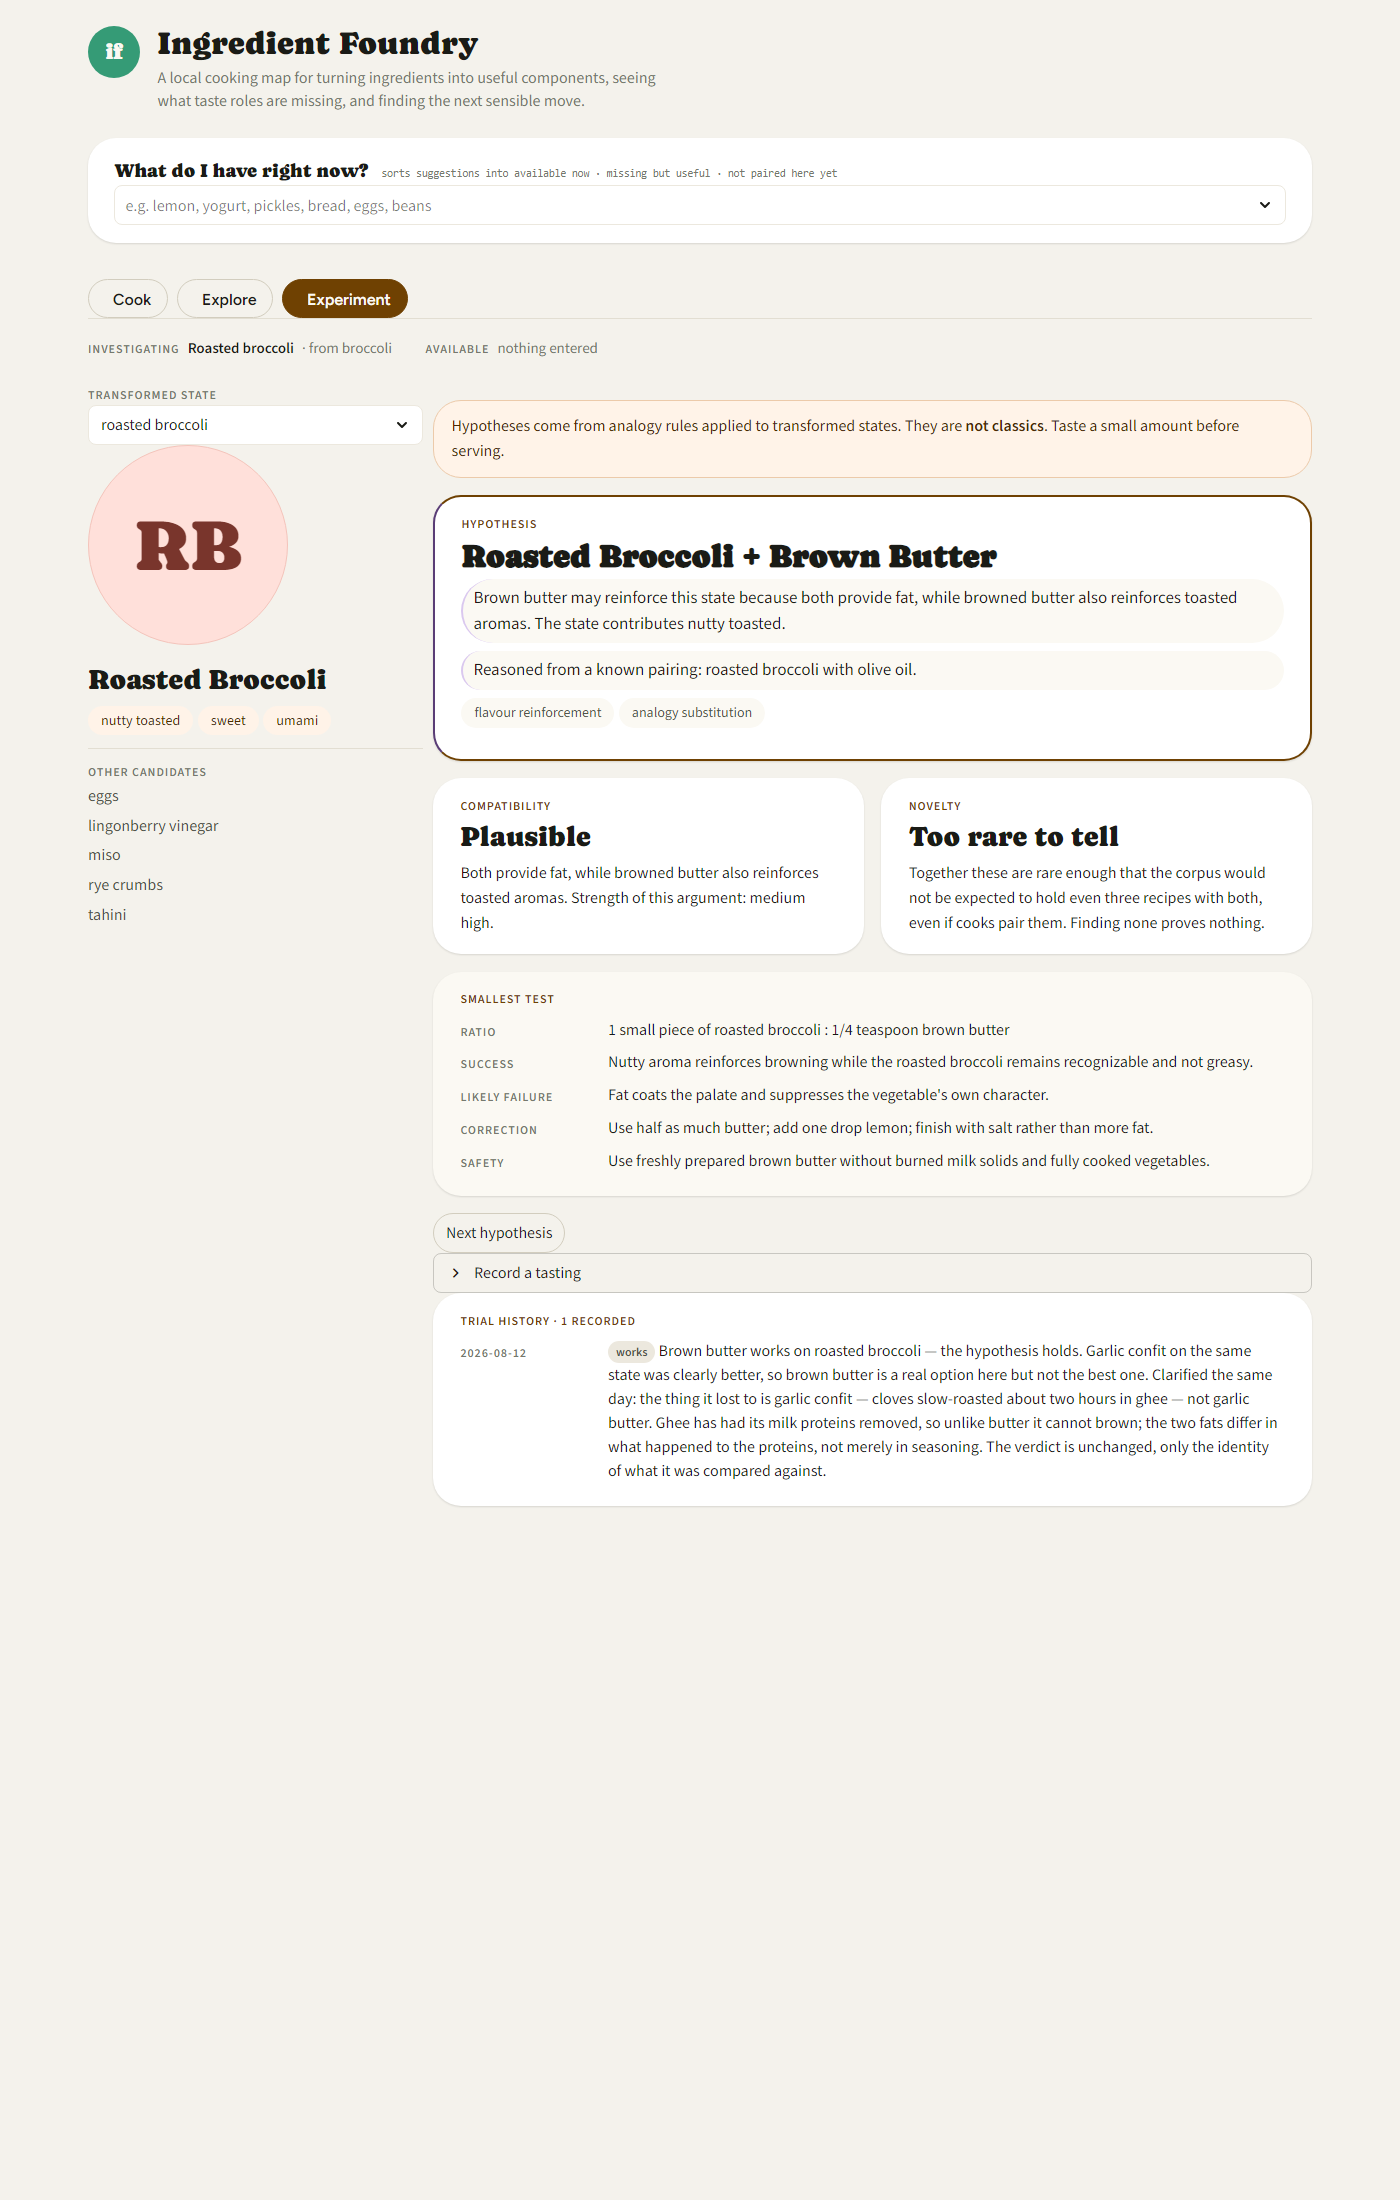 if
Ingredient Foundry
A local cooking map for turning ingredients into useful components, seeing
what taste roles are missing, and finding the next sensible move.
What do I have right now? sorts suggestions into available now · missing but useful · not paired here yet
e.g. lemon, yogurt, pickles, bread, eggs, beans
Cook Explore Experiment
INVESTIGATING Roasted broccoli · from broccoli AVAILABLE nothing entered
TRANSFORMED STATE
roasted broccoli
RB
Roasted Broccoli
nutty toasted sweet umami
OTHER CANDIDATES
eggs
lingonberry vinegar
miso
rye crumbs
tahini
Hypotheses come from analogy rules applied to transformed states. They are not classics. Taste a small amount before
serving.
HYPOTHESIS
Roasted Broccoli + Brown Butter
Brown butter may reinforce this state because both provide fat, while browned butter also reinforces toasted
aromas. The state contributes nutty toasted.
Reasoned from a known pairing: roasted broccoli with olive oil.
flavour reinforcement analogy substitution
COMPATIBILITY
Plausible
Both provide fat, while browned butter also reinforces
toasted aromas. Strength of this argument: medium
high.
NOVELTY
Too rare to tell
Together these are rare enough that the corpus would
not be expected to hold even three recipes with both,
even if cooks pair them. Finding none proves nothing.
SMALLEST TEST
RATIO 1 small piece of roasted broccoli : 1/4 teaspoon brown butter
SUCCESS Nutty aroma reinforces browning while the roasted broccoli remains recognizable and not greasy.
LIKELY FAILURE Fat coats the palate and suppresses the vegetable's own character.
CORRECTION Use half as much butter; add one drop lemon; finish with salt rather than more fat.
SAFETY Use freshly prepared brown butter without burned milk solids and fully cooked vegetables.
Next hypothesis
Record a tasting
TRIAL HISTORY · 1 RECORDED
2026-08-12 works Brown butter works on roasted broccoli — the hypothesis holds. Garlic confit on the same
state was clearly better, so brown butter is a real option here but not the best one. Clarified the same
day: the thing it lost to is garlic confit — cloves slow-roasted about two hours in ghee — not garlic
butter. Ghee has had its milk proteins removed, so unlike butter it cannot brown; the two fats differ in
what happened to the proteins, not merely in seasoning. The verdict is unchanged, only the identity
of what it was compared against.